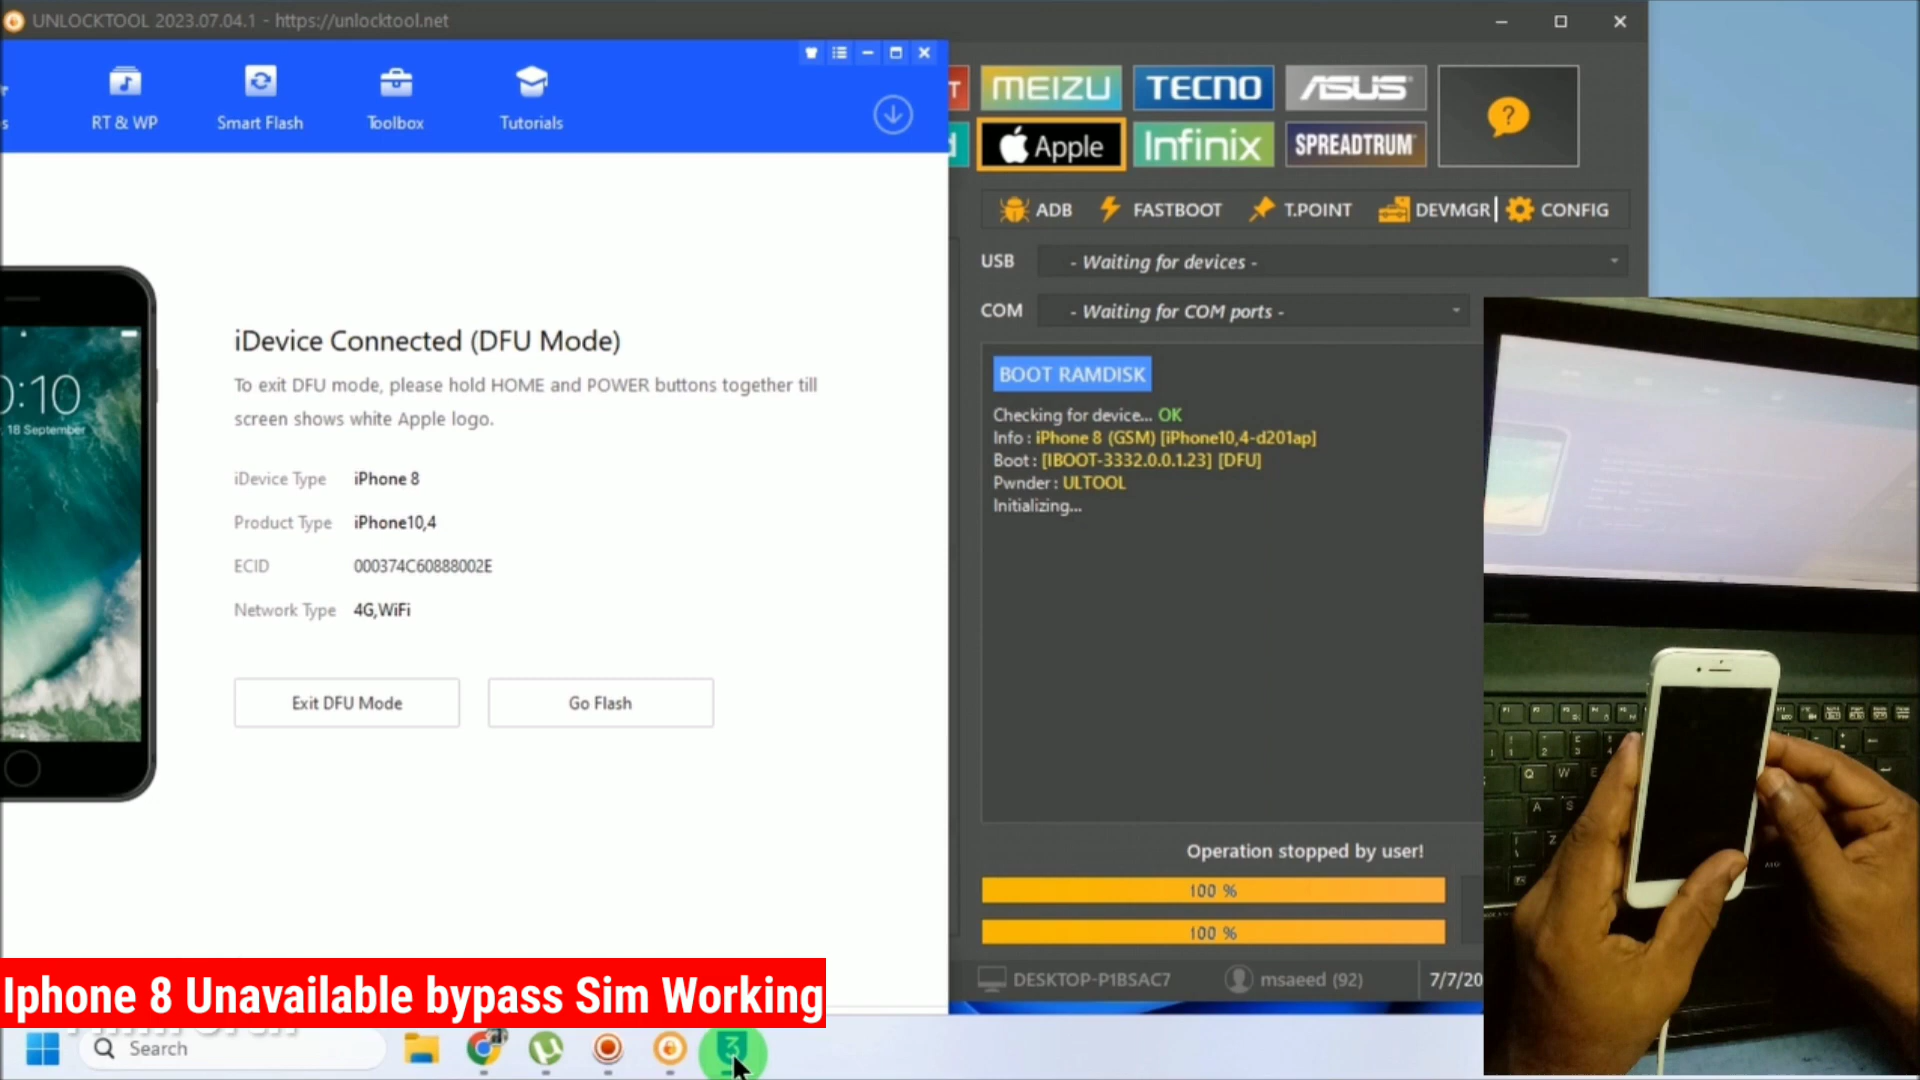 UNLOCKTOOL 2023.07.04.1 - https://unlocktool.net
RT & WP
Smart Flash
Toolbox
Tutorials
iDevice Connected (DFU Mode)
To exit DFU mode, please hold HOME and POWER buttons together till
screen shows white Apple logo.
iDevice Type iPhone 8
Product Type iPhone10,4
ECID 000374C60888002E
Network Type 4G,WiFi
Exit DFU Mode
Go Flash
18 September
MEIZU
TECNO
ASUS
Apple
Infinix
SPREADTRUM
ADB
FASTBOOT
T.POINT
DEVMGR
CONFIG
USB - Waiting for devices -
COM - Waiting for COM ports -
BOOT RAMDISK
Checking for device... OK
Info : iPhone 8 (GSM) [iPhone10,4-d201ap]
Boot : [IBOOT-3332.0.0.1.23] [DFU]
Pwnder : ULTOOL
Initializing...
Operation stopped by user!
100 %
100 %
DESKTOP-P1BSAC7
msaeed (92)
7/7/20
Iphone 8 Unavailable bypass Sim Working
Search